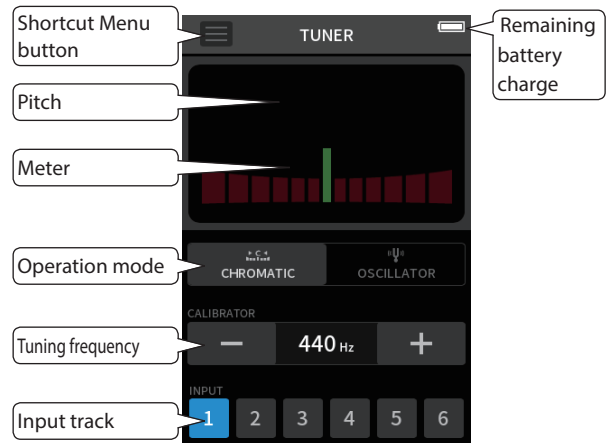 Shortcut Menu
button
TUNER
Remaining
battery
charge
Pitch
Meter
Operation mode
C
CHROMATIC
OSCILLATOR
CALIBRATOR
Tuning frequency
− 440 Hz +
INPUT
Input track
1 2 3 4 5 6